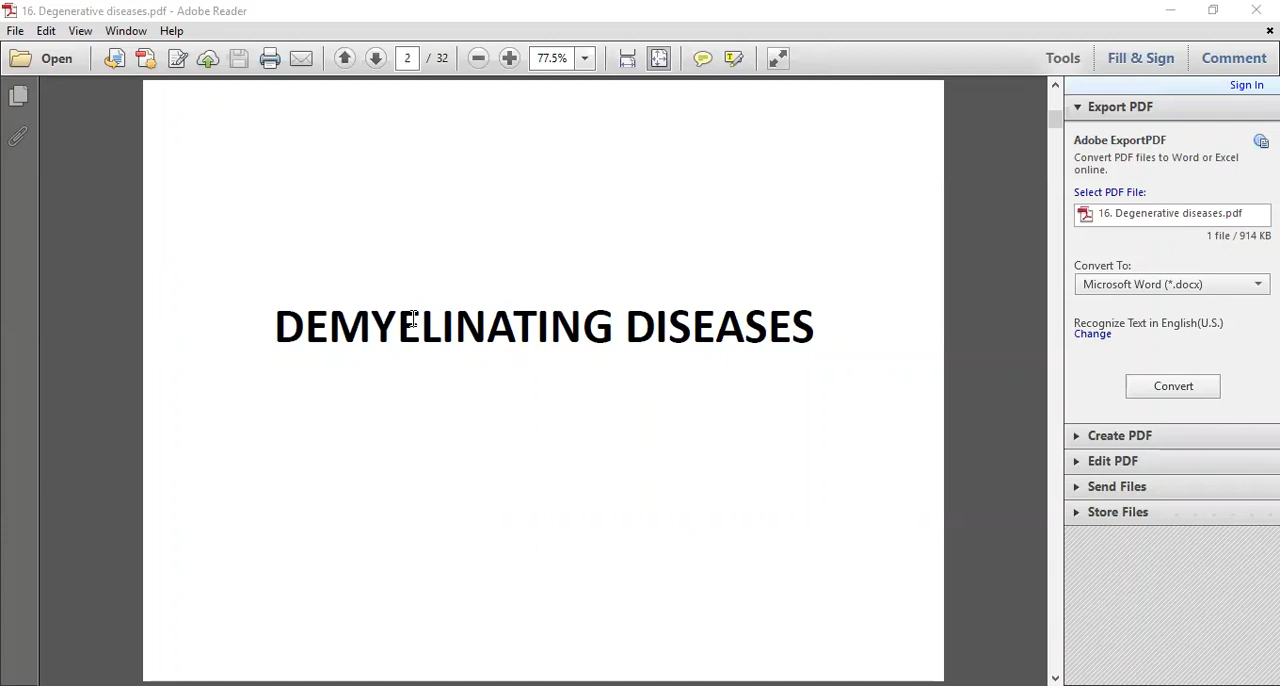 16. Degenerative diseases.pdf - Adobe Reader
File Edit View Window Help
Open 2 / 32 77.5% Tools Fill & Sign Comment
Sign In
Export PDF
Adobe ExportPDF
Convert PDF files to Word or Excel
online.
Select PDF File:
16. Degenerative diseases.pdf
1 file / 914 KB
Convert To:
Microsoft Word (*.docx)
Recognize Text in English(U.S.)
Change
Convert
Create PDF
Edit PDF
Send Files
Store Files
DEMYELINATING DISEASES